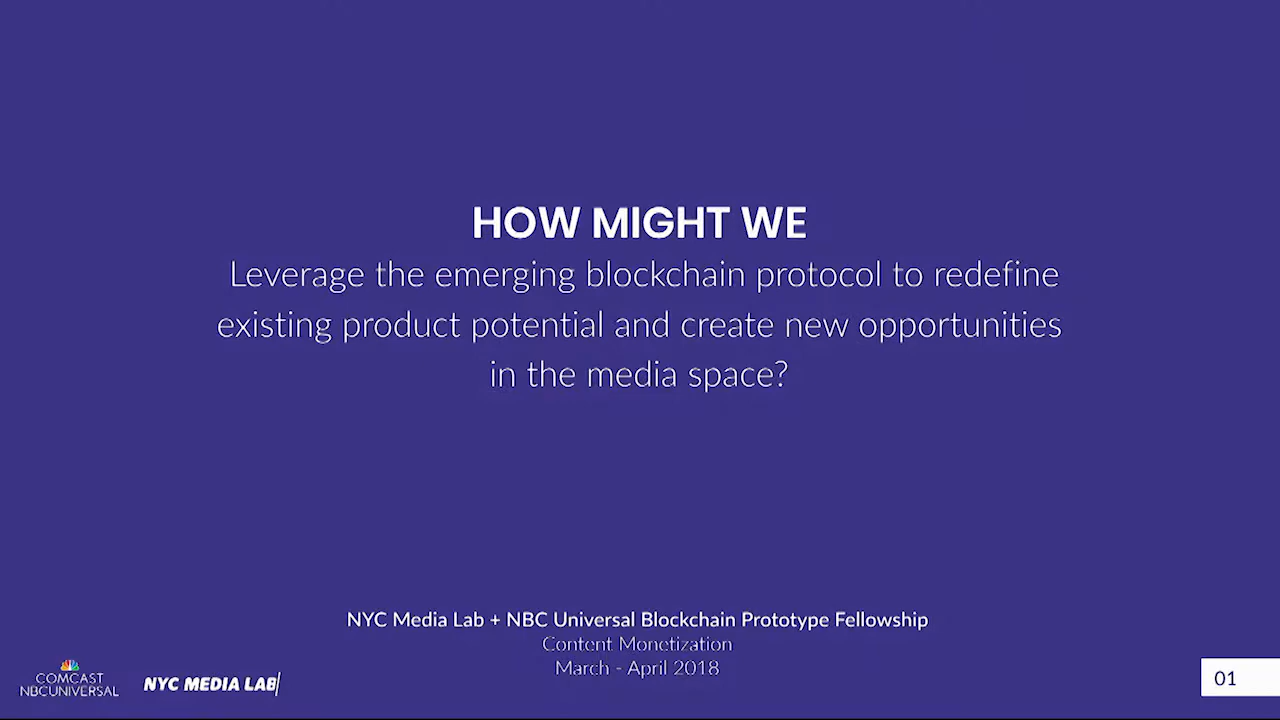 HOW MIGHT WE
Leverage the emerging blockchain protocol to redefine
existing product potential and create new opportunities
in the media space?
NYC Media Lab + NBC Universal Blockchain Prototype Fellowship
Content Monetization
March - April 2018
COMCAST
NBCUNIVERSAL
NYC MEDIA LAB
01